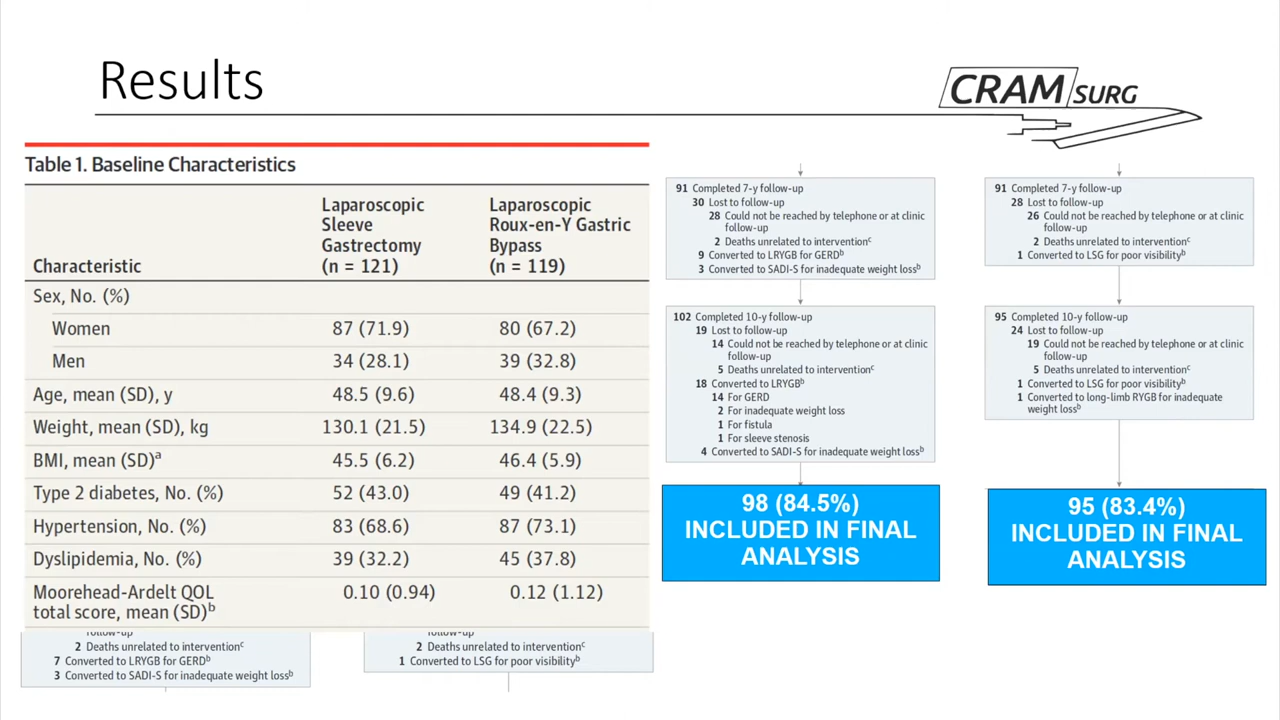 Results
CRAM SURG
Table 1. Baseline Characteristics
Characteristic
Laparoscopic
Sleeve
Gastrectomy
(n = 121)
Laparoscopic
Roux-en-Y Gastric
Bypass
(n = 119)
Sex, No. (%)
Women 87 (71.9) 80 (67.2)
Men 34 (28.1) 39 (32.8)
Age, mean (SD), y 48.5 (9.6) 48.4 (9.3)
Weight, mean (SD), kg 130.1 (21.5) 134.9 (22.5)
BMI, mean (SD)a 45.5 (6.2) 46.4 (5.9)
Type 2 diabetes, No. (%) 52 (43.0) 49 (41.2)
Hypertension, No. (%) 83 (68.6) 87 (73.1)
Dyslipidemia, No. (%) 39 (32.2) 45 (37.8)
Moorehead-Ardelt QOL
total score, mean (SD)b 0.10 (0.94) 0.12 (1.12)
follow-up
2 Deaths unrelated to interventionc
7 Converted to LRYGB for GERDb
3 Converted to SADI-S for inadequate weight lossb
follow-up
2 Deaths unrelated to interventionc
1 Converted to LSG for poor visibilityb
91 Completed 7-y follow-up
30 Lost to follow-up
28 Could not be reached by telephone or at clinic
follow-up
2 Deaths unrelated to interventionc
9 Converted to LRYGB for GERDb
3 Converted to SADI-S for inadequate weight lossb
102 Completed 10-y follow-up
19 Lost to follow-up
14 Could not be reached by telephone or at clinic
follow-up
5 Deaths unrelated to interventionc
18 Converted to LRYGBb
14 For GERD
2 For inadequate weight loss
1 For fistula
1 For sleeve stenosis
4 Converted to SADI-S for inadequate weight lossb
98 (84.5%)
INCLUDED IN FINAL
ANALYSIS
91 Completed 7-y follow-up
28 Lost to follow-up
26 Could not be reached by telephone or at clinic
follow-up
2 Deaths unrelated to interventionc
1 Converted to LSG for poor visibilityb
95 Completed 10-y follow-up
24 Lost to follow-up
19 Could not be reached by telephone or at clinic
follow-up
5 Deaths unrelated to interventionc
1 Converted to LSG for poor visibilityb
1 Converted to long-limb RYGB for inadequate
weight lossb
95 (83.4%)
INCLUDED IN FINAL
ANALYSIS